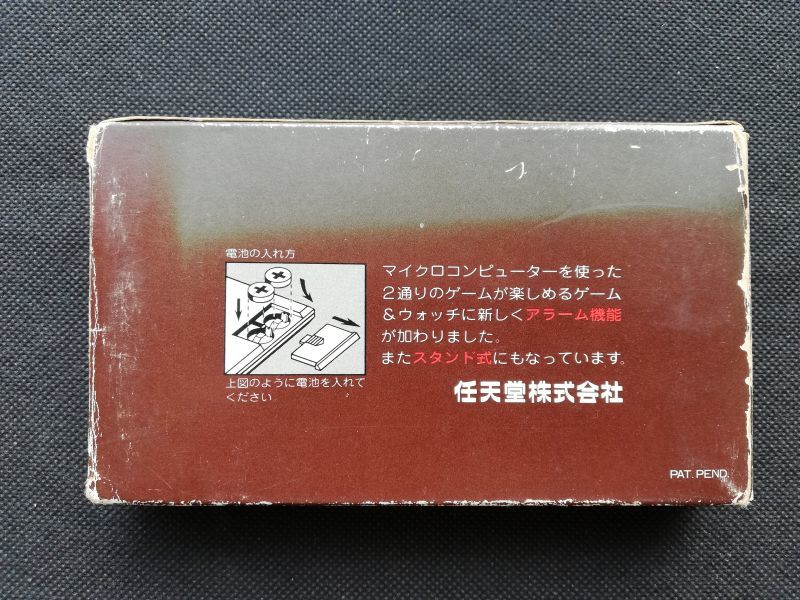 電池の入れ方
上図のように電池を入れて
ください
マイクロコンピューターを使った
2通りのゲームが楽しめるゲーム
&ウォッチに新しくアラーム機能
が加わりました。
またスタンド式にもなっています。
任天堂株式会社
PAT. PEND.